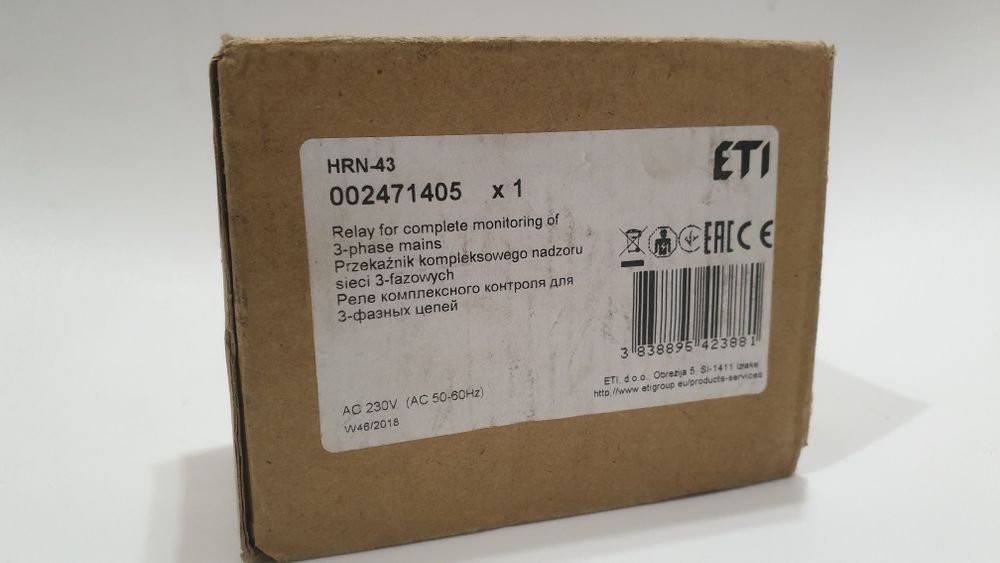 HRN-43
ETI
002471405 x 1
Relay for complete monitoring of
3-phase mains
Przekaźnik kompleksowego nadzoru
sieci 3-fazowych
Реле комплексного контроля для
3-фазных цепей
EAC CE
3 838895 423881
ETI, d.o.o., Obrezija 5, SI-1411 Izlake
http://www.etigroup.eu/products-services
AC 230V (AC 50-60Hz)
W46/2018